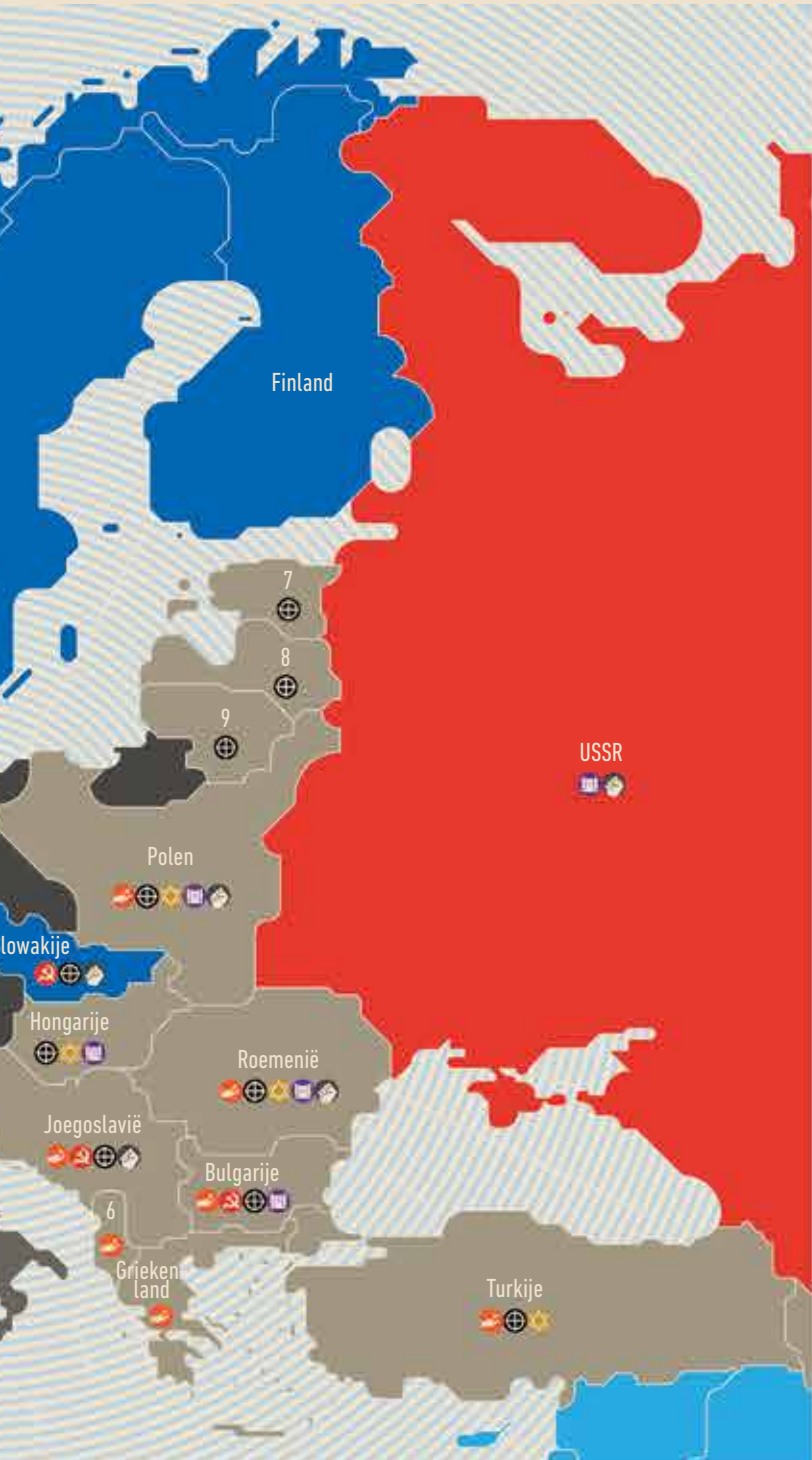 Finland
7
8
9
USSR
Polen
lowakije
Hongarije
Roemenië
Joegoslavië
Bulgarije
6
Grieken
land
Turkije